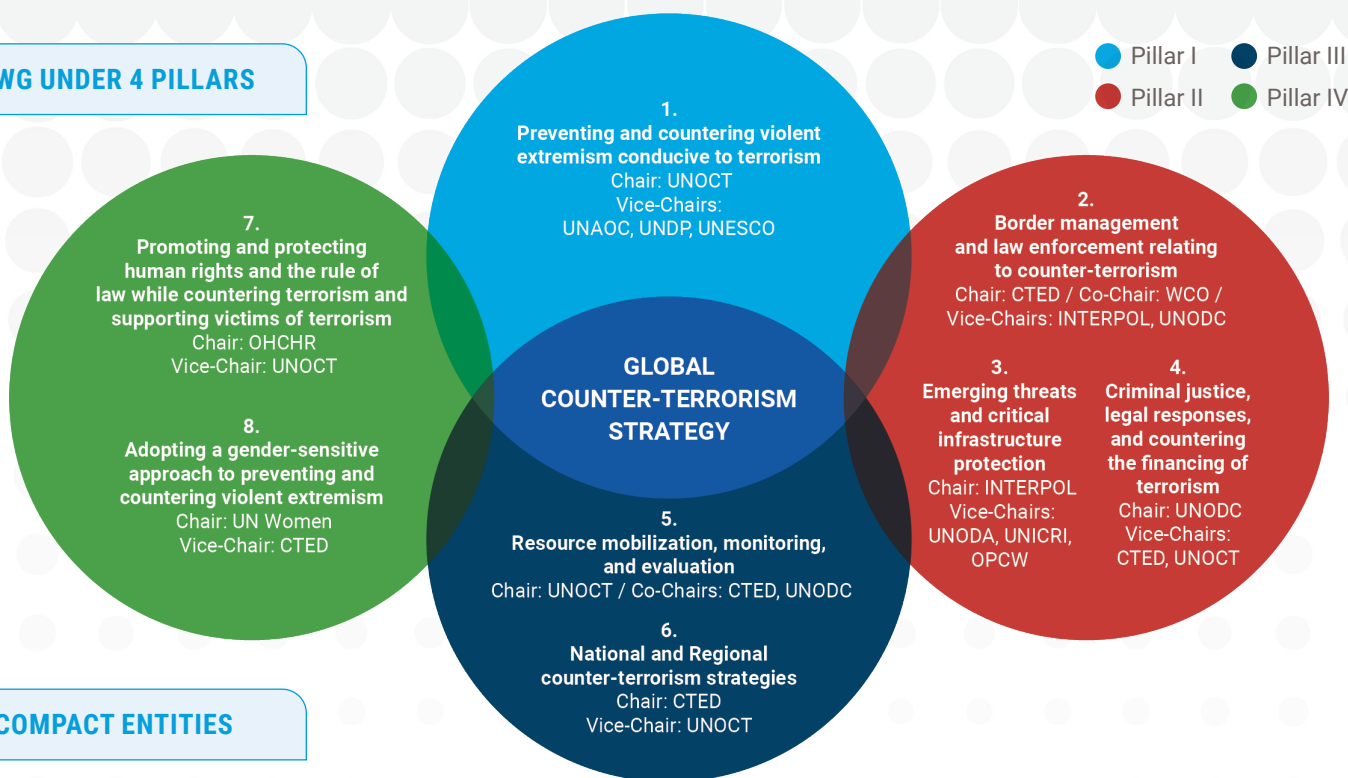 WG UNDER 4 PILLARS
Pillar I
Pillar III
Pillar II
Pillar IV
1.
Preventing and countering violent
extremism conducive to terrorism
Chair: UNOCT
Vice-Chairs:
UNAOC, UNDP, UNESCO
7.
Promoting and protecting
human rights and the rule of
law while countering terrorism and
supporting victims of terrorism
Chair: OHCHR
Vice-Chair: UNOCT
8.
Adopting a gender-sensitive
approach to preventing and
countering violent extremism
Chair: UN Women
Vice-Chair: CTED
GLOBAL
COUNTER-TERRORISM
STRATEGY
2.
Border management
and law enforcement relating
to counter-terrorism
Chair: CTED / Co-Chair: WCO /
Vice-Chairs: INTERPOL, UNODC
3.
Emerging threats
and critical
infrastructure
protection
Chair: INTERPOL
Vice-Chairs:
UNODA, UNICRI,
OPCW
4.
Criminal justice,
legal responses,
and countering
the financing of
terrorism
Chair: UNODC
Vice-Chairs:
CTED, UNOCT
5.
Resource mobilization, monitoring,
and evaluation
Chair: UNOCT / Co-Chairs: CTED, UNODC
6.
National and Regional
counter-terrorism strategies
Chair: CTED
Vice-Chair: UNOCT
COMPACT ENTITIES